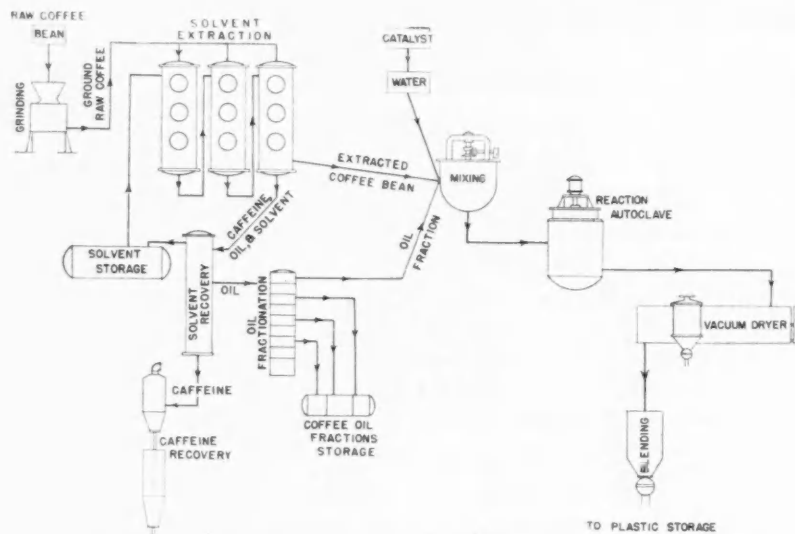 RAW COFFEE
BEAN
GRINDING
GROUND
RAW COFFEE
SOLVENT
EXTRACTION
CATALYST
WATER
EXTRACTED
COFFEE BEAN
MIXING
REACTION
AUTOCLAVE
CAFFEINE,
OIL, & SOLVENT
SOLVENT
STORAGE
SOLVENT
RECOVERY
OIL
OIL
FRACTIONATION
OIL
FRACTION
VACUUM DRYER
CAFFEINE
CAFFEINE
RECOVERY
COFFEE OIL
FRACTIONS
STORAGE
BLENDING
TO PLASTIC STORAGE